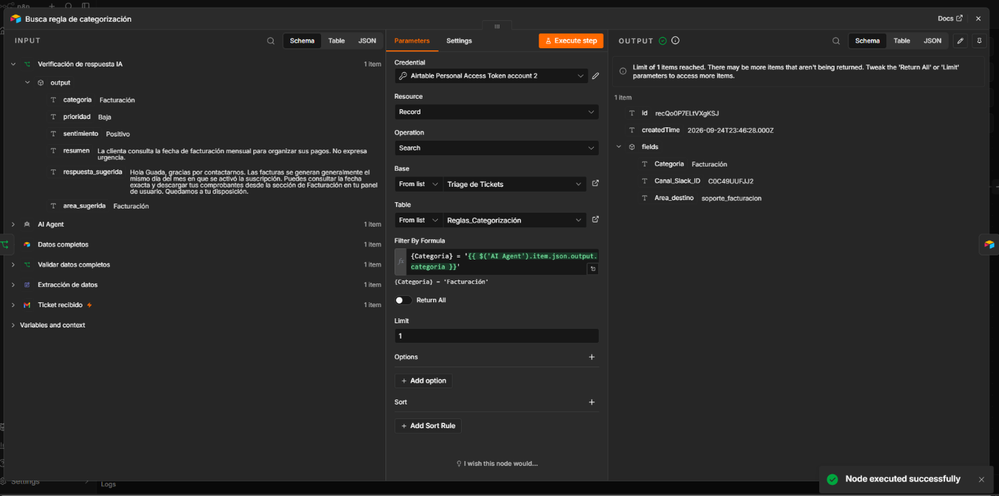 n8n
Busca regla de categorización
Docs
INPUT
Schema
Table
JSON
Verificación de respuesta IA
1 item
output
categoria Facturación
prioridad Baja
sentimiento Positivo
resumen La clienta consulta la fecha de facturación mensual para organizar sus pagos. No expresa
urgencia.
respuesta_sugerida Hola Guada, gracias por contactarnos. Las facturas se generan generalmente el
mismo día del mes en que se activó la suscripción. Puedes consultar la fecha
exacta y descargar tus comprobantes desde la sección de Facturación en tu panel
de usuario. Quedamos a tu disposición.
area_sugerida Facturación
AI Agent
1 item
Datos completos
1 item
Validar datos completos
1 item
Extracción de datos
1 item
Ticket recibido
1 item
Variables and context
Parameters
Settings
Execute step
Credential
Airtable Personal Access Token account 2
Resource
Record
Operation
Search
Base
From list
Triage de Tickets
Table
From list
Reglas_Categorización
Filter By Formula
fx
{Categoria} = '{{ $('AI Agent').item.json.output.
categoria }}'
{Categoria} = 'Facturación'
Return All
Limit
1
Options
+ Add option
Sort
+ Add Sort Rule
I wish this node would...
OUTPUT
Schema
Table
JSON
Limit of 1 items reached. There may be more items that aren't being returned. Tweak the 'Return All' or 'Limit'
parameters to access more items.
1 item
id recQo0P7ELtVXgKSJ
createdTime 2026-09-24T23:46:28.000Z
fields
Categoria Facturación
Canal_Slack_ID C0C49UUFJJ2
Area_destino soporte_facturacion
Settings
Logs
Node executed successfully